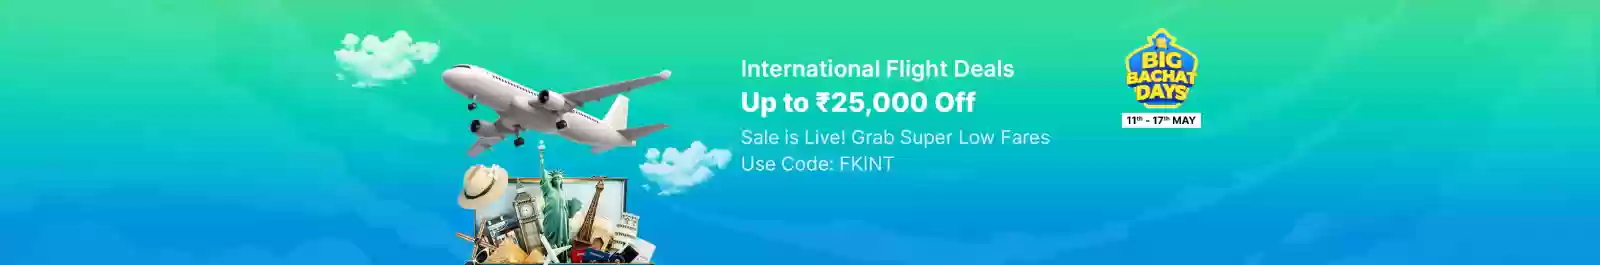 International Flight Deals
Up to ₹25,000 Off
Sale is Live! Grab Super Low Fares
Use Code: FKINT
BIG
BACHAT
DAYS
11th - 17th MAY